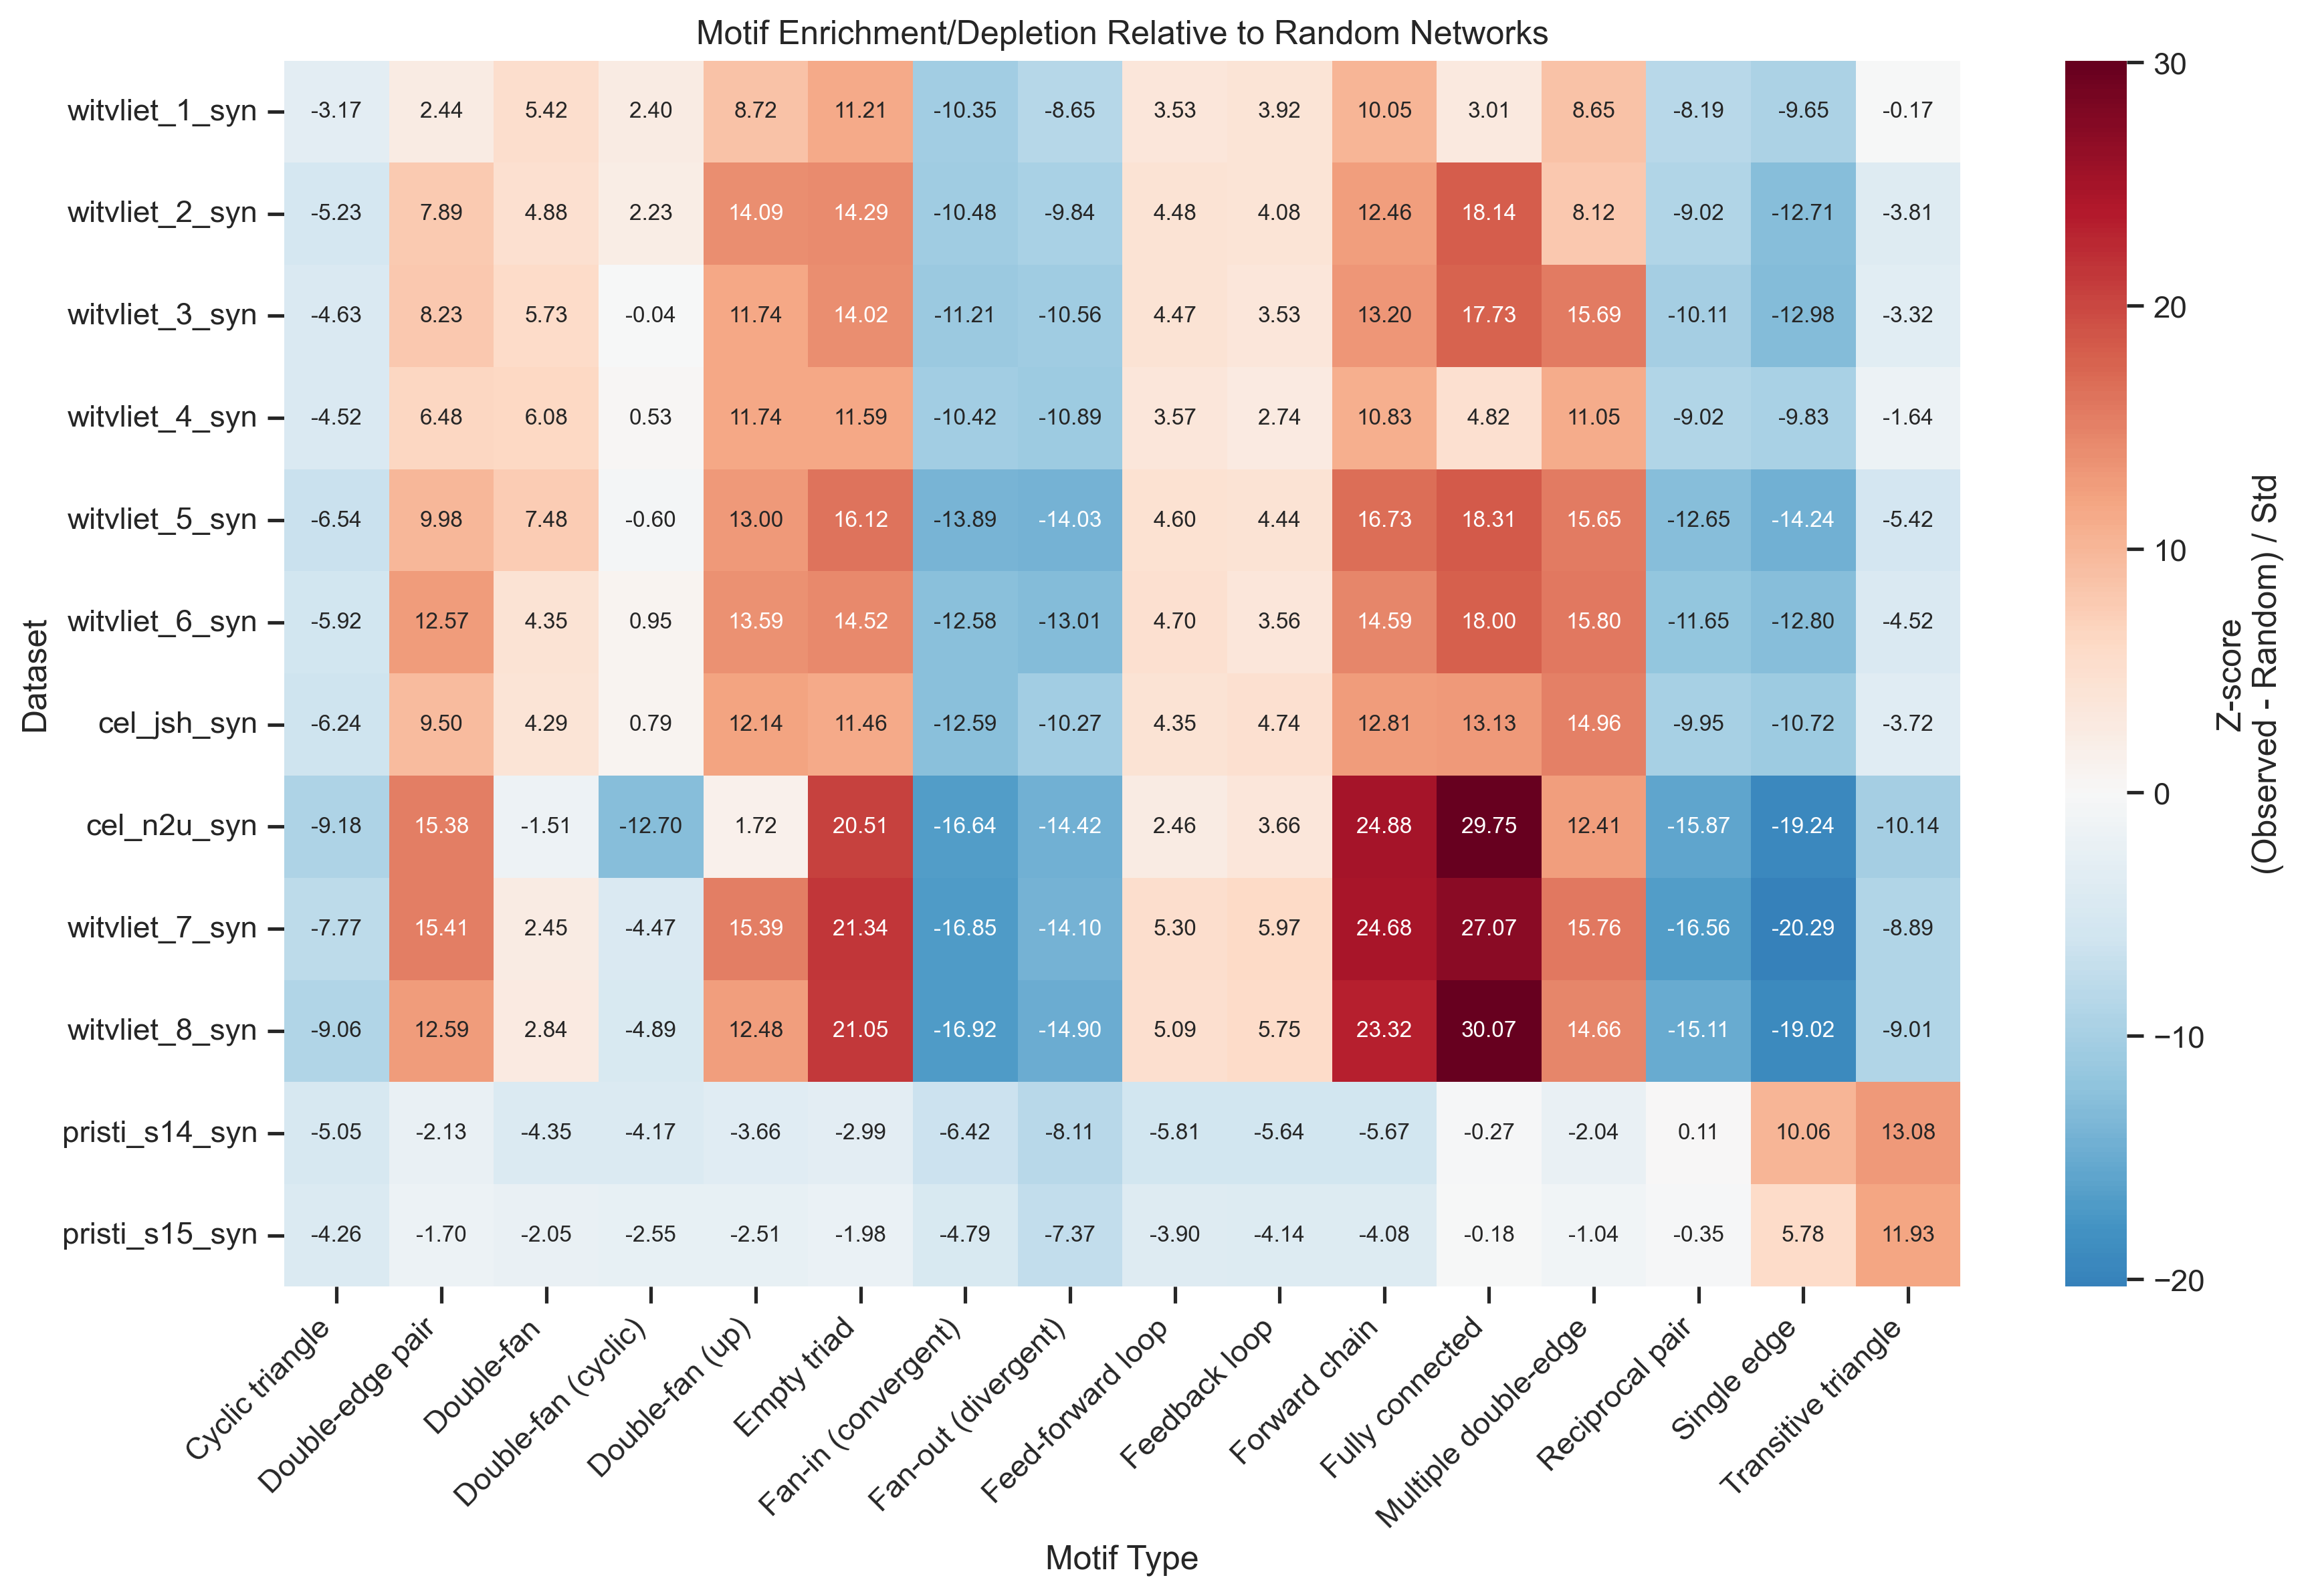 Motif Enrichment/Depletion Relative to Random Networks
witvliet_1_syn -3.17 2.44 5.42 2.40 8.72 11.21 -10.35 -8.65 3.53 3.92 10.05 3.01 8.65 -8.19 -9.65 -0.17
witvliet_2_syn -5.23 7.89 4.88 2.23 14.09 14.29 -10.48 -9.84 4.48 4.08 12.46 18.14 8.12 -9.02 -12.71 -3.81
witvliet_3_syn -4.63 8.23 5.73 -0.04 11.74 14.02 -11.21 -10.56 4.47 3.53 13.20 17.73 15.69 -10.11 -12.98 -3.32
witvliet_4_syn -4.52 6.48 6.08 0.53 11.74 11.59 -10.42 -10.89 3.57 2.74 10.83 4.82 11.05 -9.02 -9.83 -1.64
witvliet_5_syn -6.54 9.98 7.48 -0.60 13.00 16.12 -13.89 -14.03 4.60 4.44 16.73 18.31 15.65 -12.65 -14.24 -5.42
witvliet_6_syn -5.92 12.57 4.35 0.95 13.59 14.52 -12.58 -13.01 4.70 3.56 14.59 18.00 15.80 -11.65 -12.80 -4.52
cel_jsh_syn -6.24 9.50 4.29 0.79 12.14 11.46 -12.59 -10.27 4.35 4.74 12.81 13.13 14.96 -9.95 -10.72 -3.72
cel_n2u_syn -9.18 15.38 -1.51 -12.70 1.72 20.51 -16.64 -14.42 2.46 3.66 24.88 29.75 12.41 -15.87 -19.24 -10.14
witvliet_7_syn -7.77 15.41 2.45 -4.47 15.39 21.34 -16.85 -14.10 5.30 5.97 24.68 27.07 15.76 -16.56 -20.29 -8.89
witvliet_8_syn -9.06 12.59 2.84 -4.89 12.48 21.05 -16.92 -14.90 5.09 5.75 23.32 30.07 14.66 -15.11 -19.02 -9.01
pristi_s14_syn -5.05 -2.13 -4.35 -4.17 -3.66 -2.99 -6.42 -8.11 -5.81 -5.64 -5.67 -0.27 -2.04 0.11 10.06 13.08
pristi_s15_syn -4.26 -1.70 -2.05 -2.55 -2.51 -1.98 -4.79 -7.37 -3.90 -4.14 -4.08 -0.18 -1.04 -0.35 5.78 11.93
Dataset
Cyclic triangle
Double-edge pair
Double-fan
Double-fan (cyclic)
Double-fan (up)
Empty triad
Fan-in (convergent)
Fan-out (divergent)
Feed-forward loop
Feedback loop
Forward chain
Fully connected
Multiple double-edge
Reciprocal pair
Single edge
Transitive triangle
Motif Type
30
20
10
0
−10
−20
Z-score
(Observed - Random) / Std